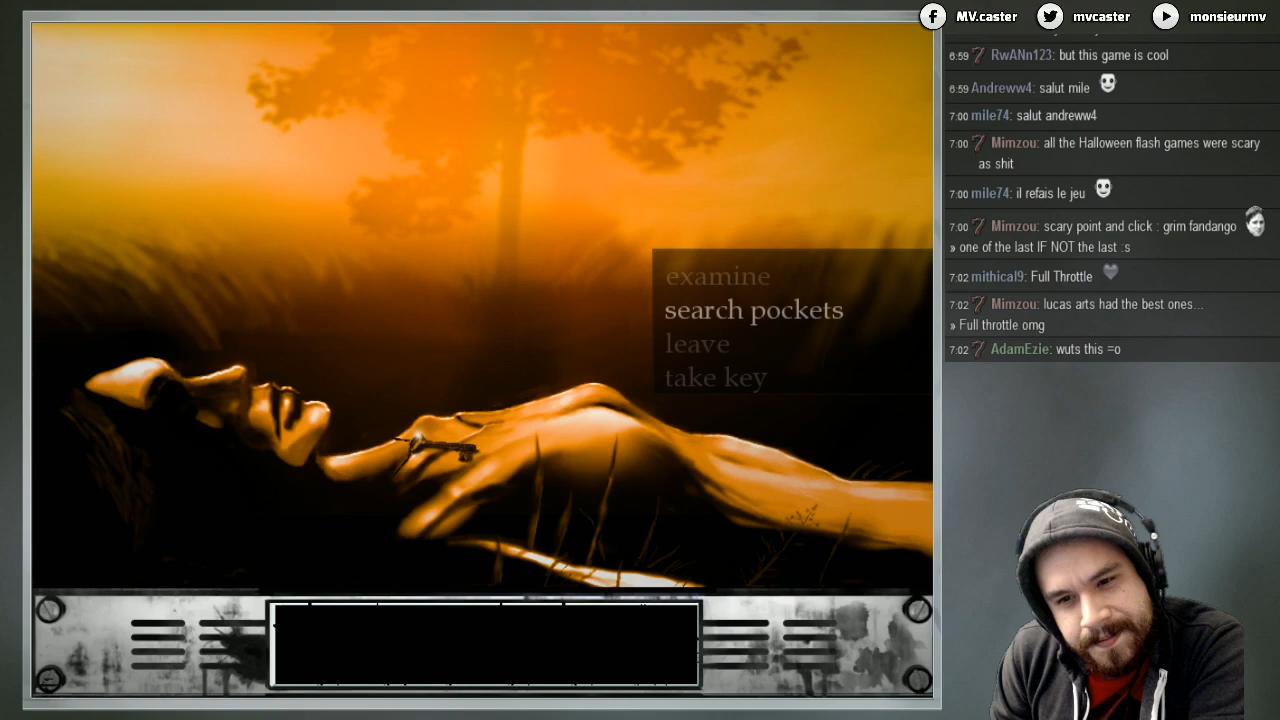 MV.caster mvcaster monsieurmv
6:59 RwANn123: but this game is cool
6:59 Andreww4: salut mile
7:00 mile74: salut andreww4
7:00 Mimzou: all the Halloween flash games were scary
as shit
7:00 mile74: il refais le jeu
7:00 Mimzou: scary point and click : grim fandango
» one of the last IF NOT the last :s
7:02 mithical9: Full Throttle
7:02 Mimzou: lucas arts had the best ones...
» Full throttle omg
7:02 AdamEzie: wuts this =o
examine
search pockets
leave
take key